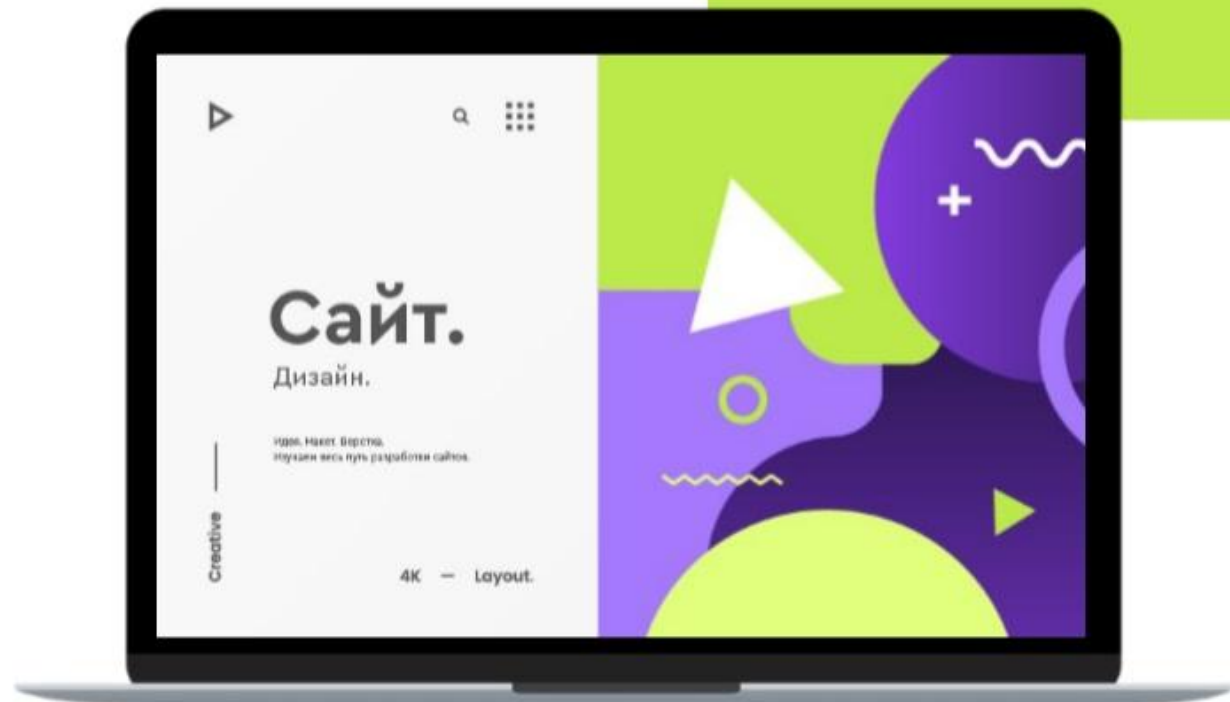 Сайт.
Дизайн.
Идея. Макет. Верстка.
Изучаем весь путь разработки сайтов.
Creative
4K — Layout.